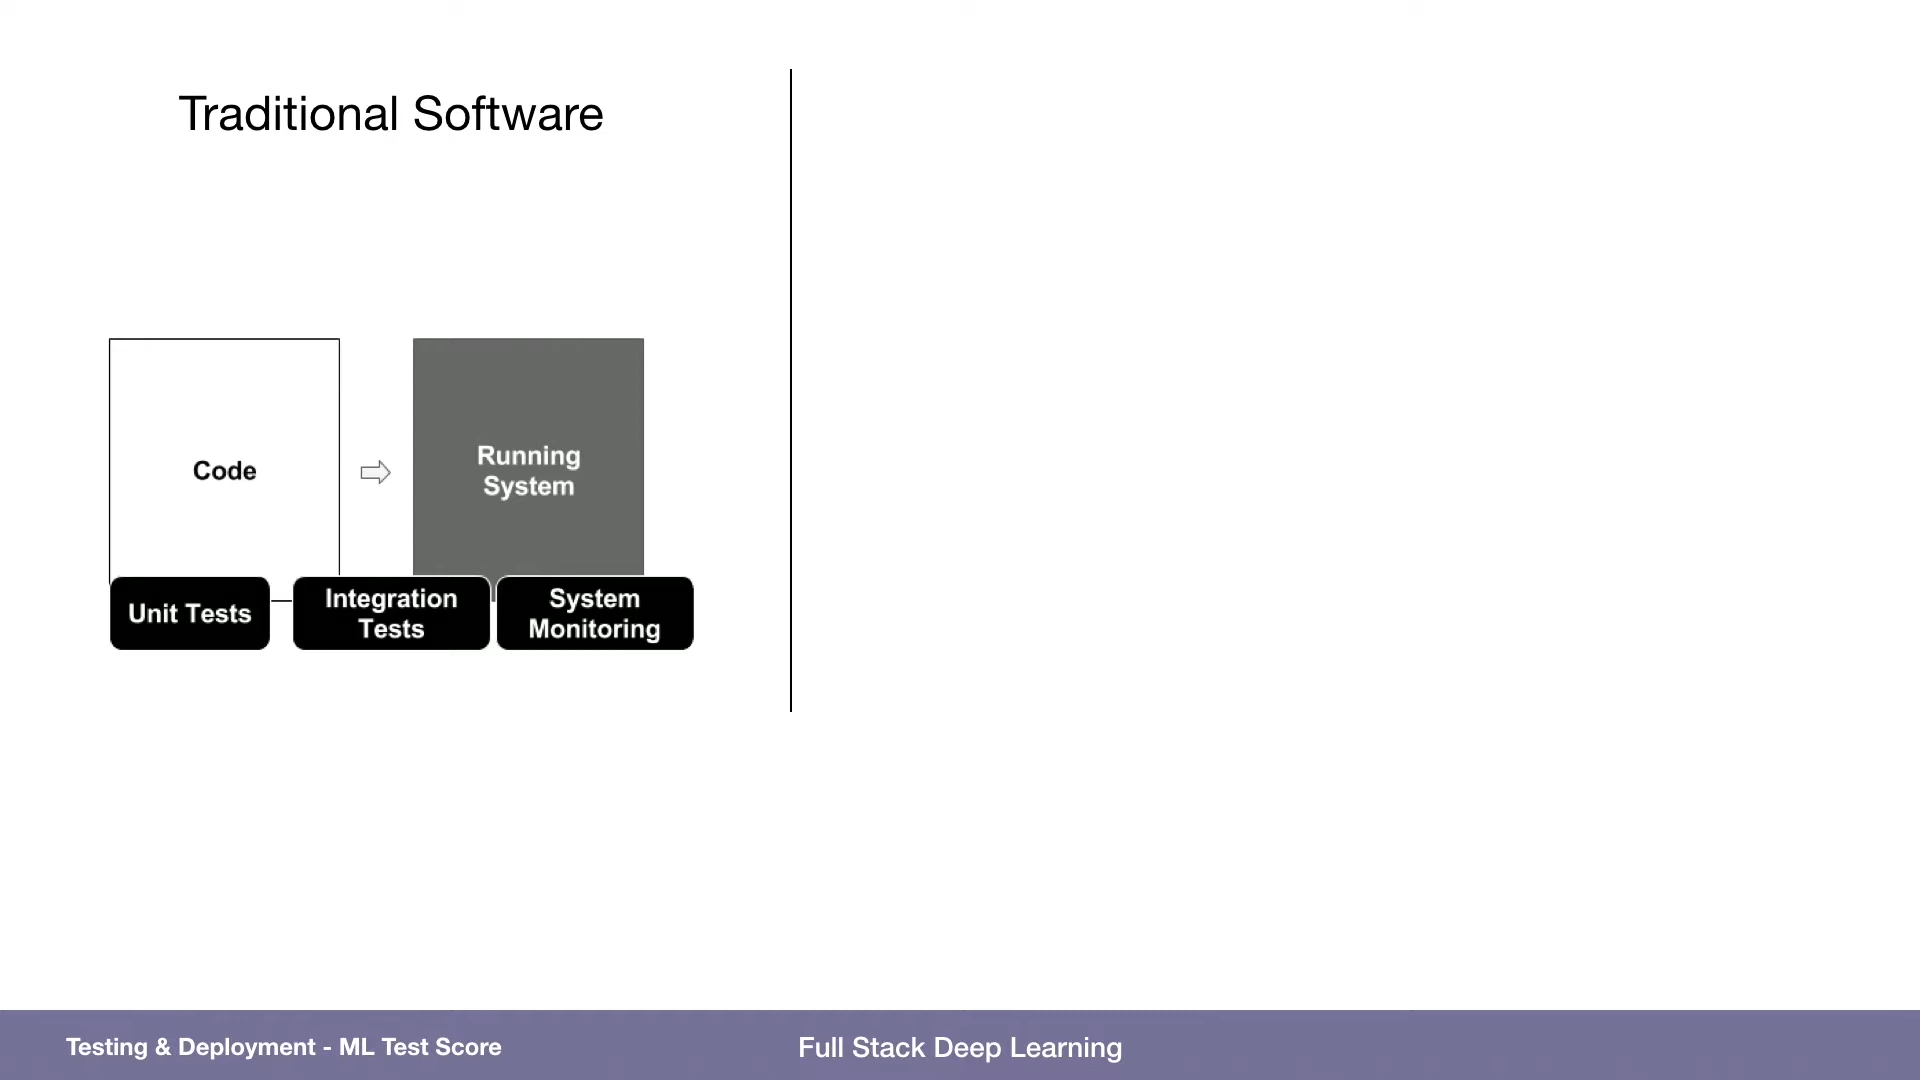 Traditional Software
Code
Running
System
Unit Tests
Integration
Tests
System
Monitoring
Testing & Deployment - ML Test Score
Full Stack Deep Learning